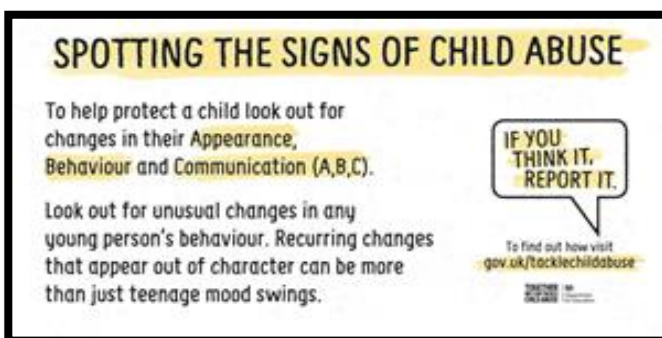 SPOTTING THE SIGNS OF CHILD ABUSE
To help protect a child look out for
changes in their Appearance,
Behaviour and Communication (A,B,C).
Look out for unusual changes in any
young person's behaviour. Recurring changes
that appear out of character can be more
than just teenage mood swings.
IF YOU
THINK IT,
REPORT IT.
To find out how visit
gov.uk/tacklechildabuse
TOGETHER